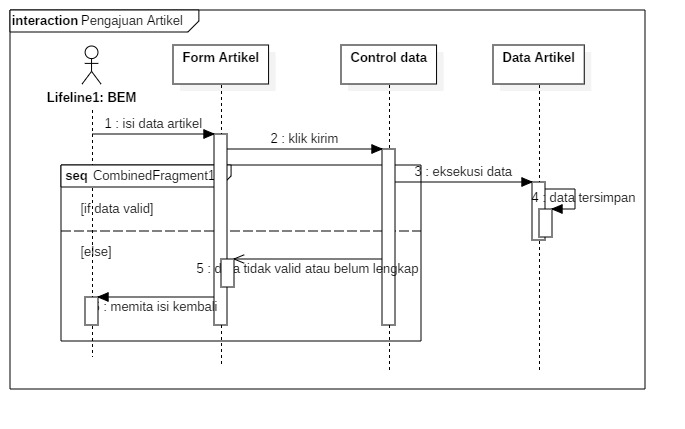 interaction Pengajuan Artikel
Form Artikel
Control data
Data Artikel
Lifeline1: BEM
1 : isi data artikel
2 : klik kirim
3 : eksekusi data
seq CombinedFragment1
4 : data tersimpan
[if data valid]
[else]
5 : data tidak valid atau belum lengkap
: memita isi kembali